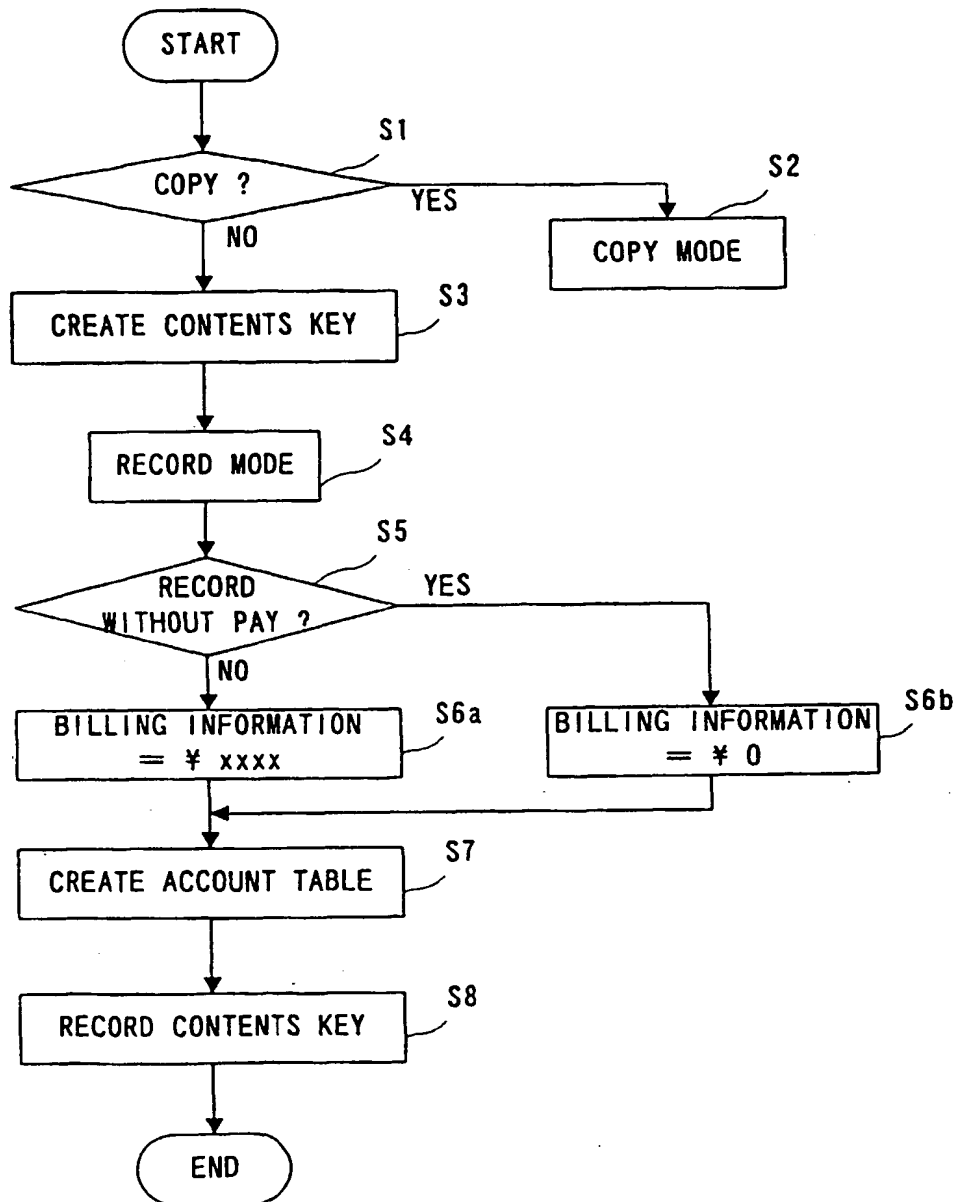 START
S1
COPY ?
YES
S2
NO
COPY MODE
S3
CREATE CONTENTS KEY
S4
RECORD MODE
S5
RECORD
WITHOUT PAY ?
YES
NO
S6a
BILLING INFORMATION
= ¥ xxxx
S6b
BILLING INFORMATION
= ¥ 0
S7
CREATE ACCOUNT TABLE
S8
RECORD CONTENTS KEY
END